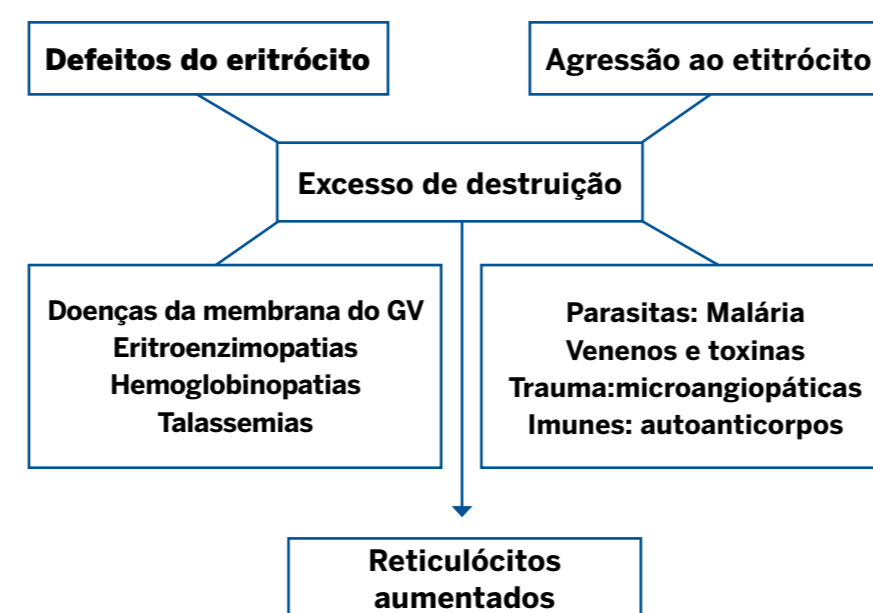 Defeitos do eritrócito
Agressão ao etitrócito
Excesso de destruição
Doenças da membrana do GV
Eritroenzimopatias
Hemoglobinopatias
Talassemias
Parasitas: Malária
Venenos e toxinas
Trauma:microangiopáticas
Imunes: autoanticorpos
Reticulócitos
aumentados